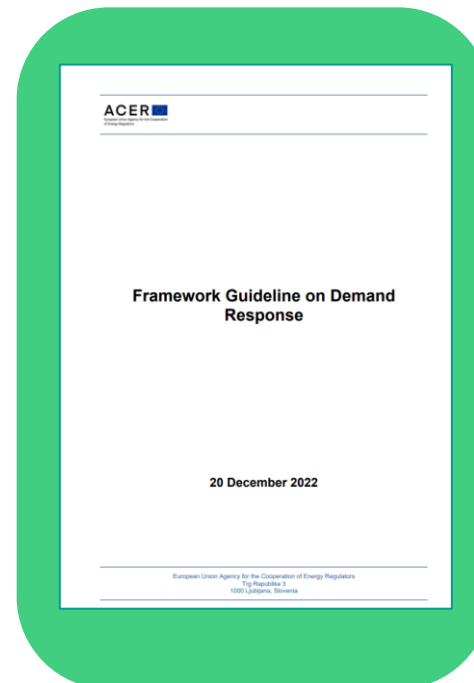 ACER
European Union Agency for the Cooperation
of Energy Regulators
Framework Guideline on Demand
Response
20 December 2022
European Union Agency for the Cooperation of Energy Regulators
Trg Republike 3
1000 Ljubljana, Slovenia